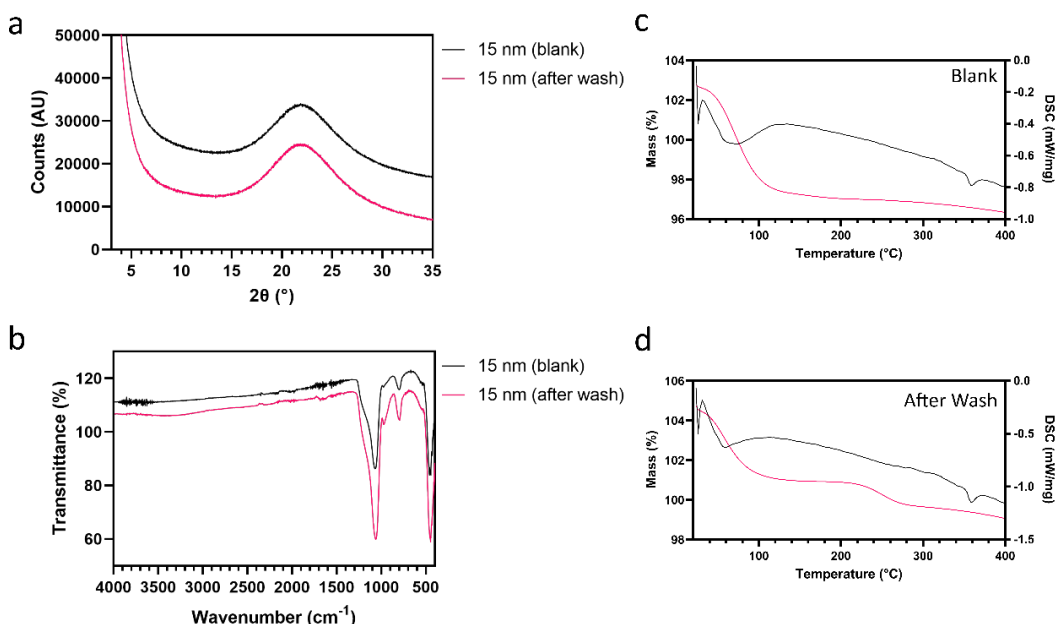 a
50000
40000
30000
20000
10000
0
Counts (AU)
5
10
15
20
25
30
35
2θ (°)
15 nm (blank)
15 nm (after wash)
b
120
100
80
60
Transmittance (%)
4000
3500
3000
2500
2000
1500
1000
500
Wavenumber (cm⁻¹)
15 nm (blank)
15 nm (after wash)
c
Blank
104
102
100
98
96
Mass (%)
0.0
-0.2
-0.4
-0.6
-0.8
-1.0
DSC (mW/mg)
100
200
300
400
Temperature (°C)
d
After Wash
106
104
102
100
98
Mass (%)
0.0
-0.5
-1.0
-1.5
DSC (mW/mg)
100
200
300
400
Temperature (°C)